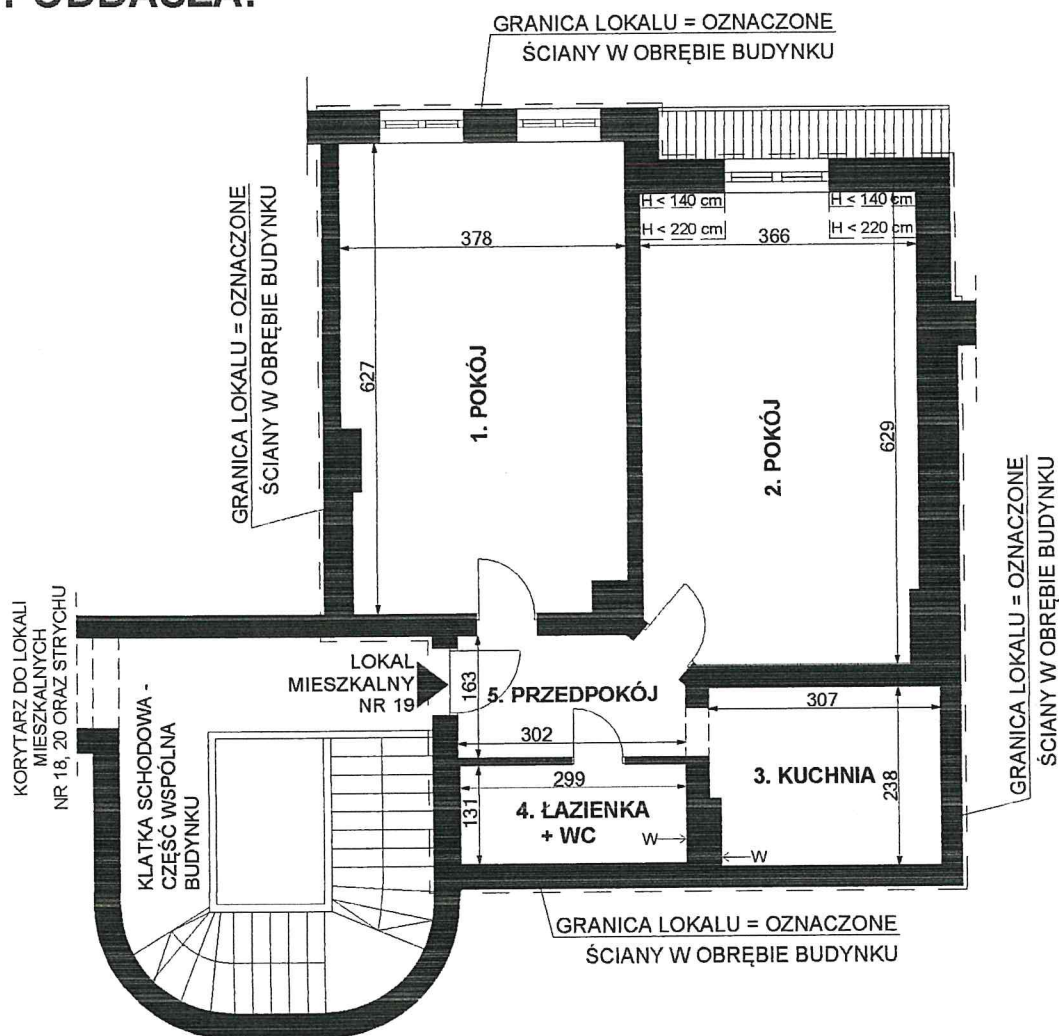 PODDASZA:
GRANICA LOKALU = OZNACZONE
ŚCIANY W OBRĘBIE BUDYNKU
GRANICA LOKALU = OZNACZONE
ŚCIANY W OBRĘBIE BUDYNKU
H < 140 cm
H < 140 cm
H < 220 cm
H < 220 cm
378
366
627
1. POKÓJ
629
2. POKÓJ
GRANICA LOKALU = OZNACZONE
ŚCIANY W OBRĘBIE BUDYNKU
KORYTARZ DO LOKALI
MIESZKALNYCH
NR 18, 20 ORAZ STRYCHU
LOKAL
MIESZKALNY
NR 19
163
5. PRZEDPOKÓJ
302
307
KLATKA SCHODOWA -
CZĘŚĆ WSPÓLNA
BUDYNKU
299
131
4. ŁAZIENKA
+ WC
W
3. KUCHNIA
238
W
GRANICA LOKALU = OZNACZONE
ŚCIANY W OBRĘBIE BUDYNKU